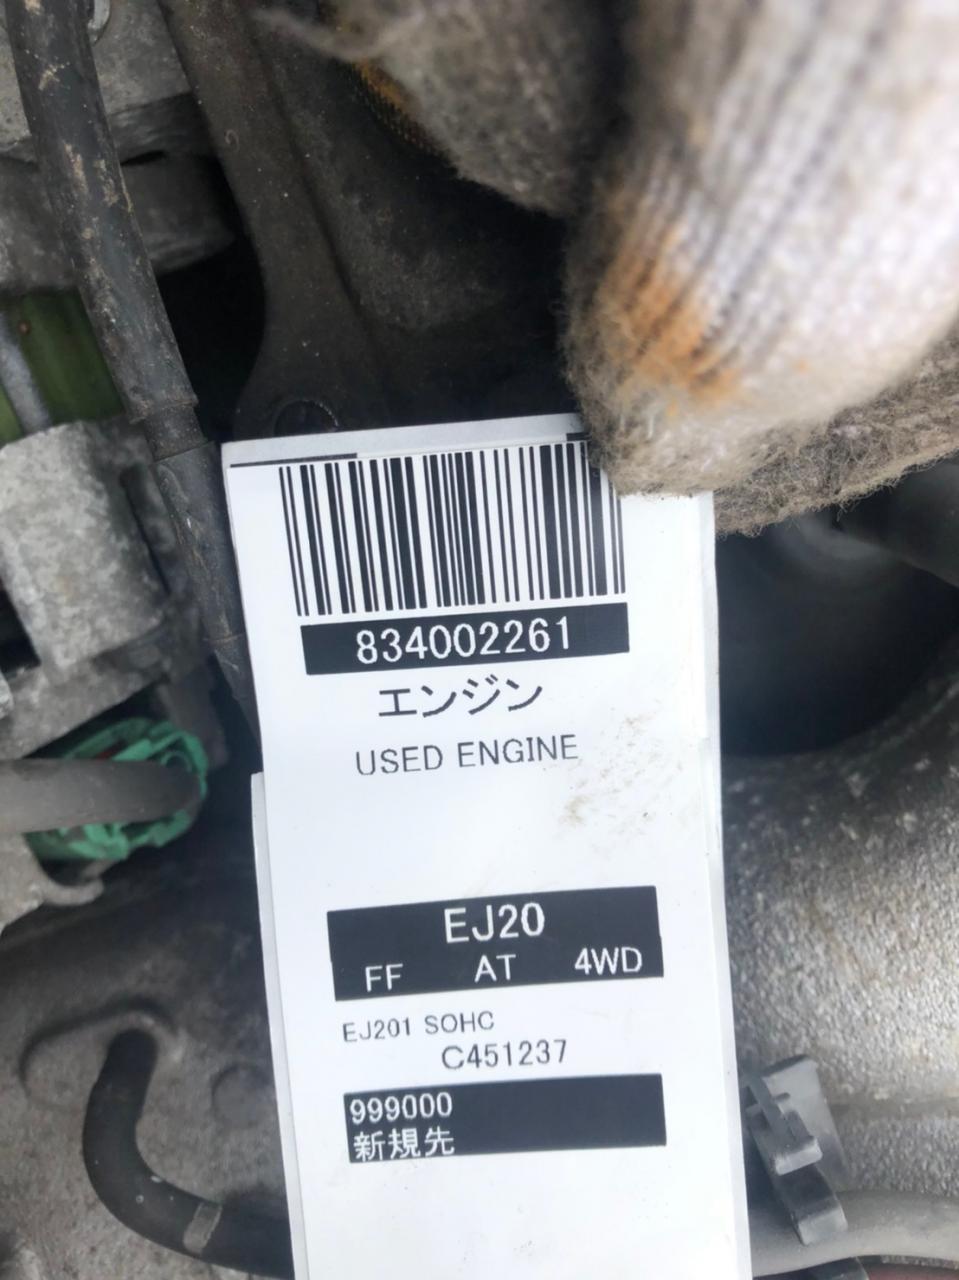 834002261
エンジン
USED ENGINE
EJ20
FF AT 4WD
EJ201 SOHC
C451237
999000
新規先